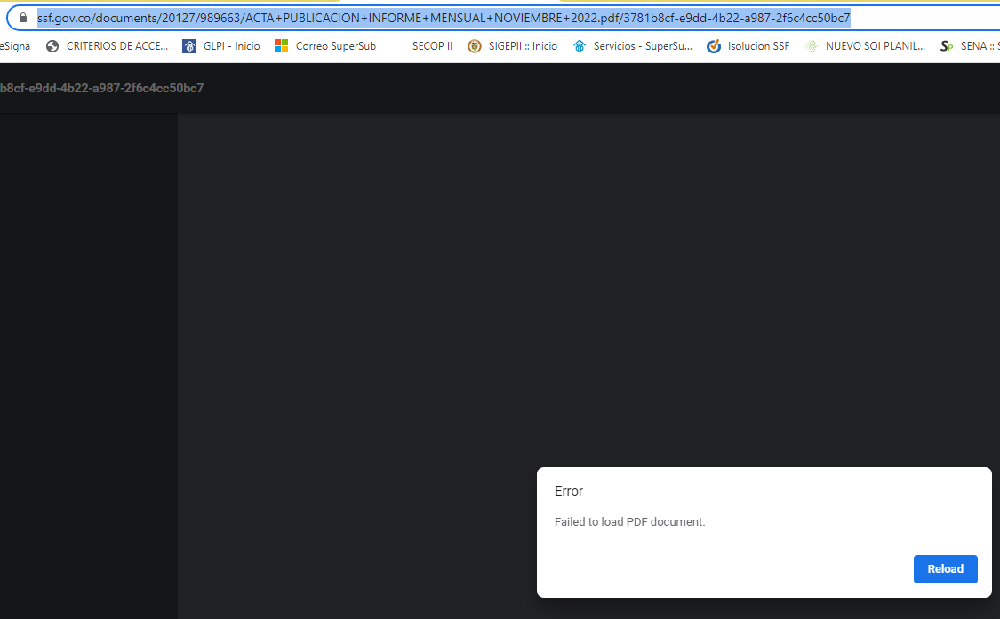 ssf.gov.co/documents/20127/989663/ACTA+PUBLICACION+INFORME+MENSUAL+NOVIEMBRE+2022.pdf/3781b8cf-e9dd-4b22-a987-2f6c4cc50bc7
eSigna CRITERIOS DE ACCE... GLPI - Inicio Correo SuperSub SECOP II SIGEPII :: Inicio Servicios - SuperSu... Isolucion SSF NUEVO SOI PLANIL... Sp SENA :: S
b8cf-e9dd-4b22-a987-2f6c4cc50bc7
Error
Failed to load PDF document.
Reload